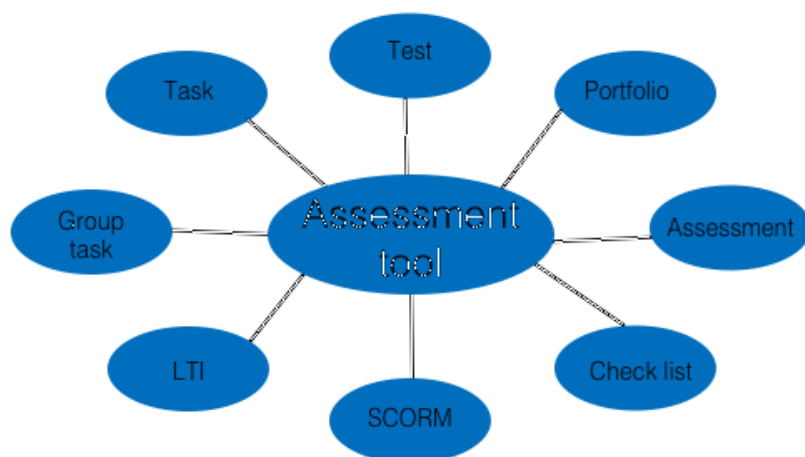 Test
Task
Portfolio
Assessment
tool
Group
task
Assessment
LTI
Check list
SCORM